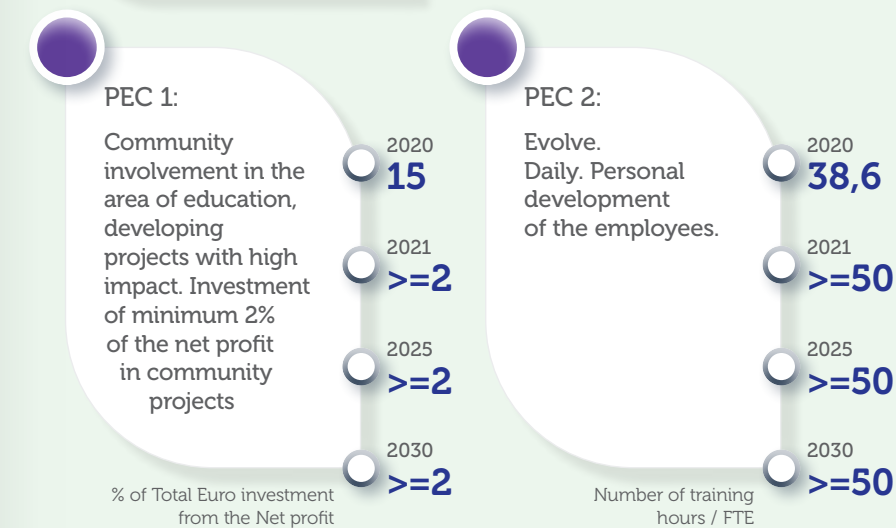 PEC 1:
Community
involvement in the
area of education,
developing
projects with high
impact. Investment
of minimum 2%
of the net profit
in community
projects
2020
15
2021
>=2
2025
>=2
2030
>=2
% of Total Euro investment
from the Net profit
PEC 2:
Evolve.
Daily. Personal
development
of the employees.
2020
38,6
2021
>=50
2025
>=50
2030
>=50
Number of training
hours / FTE